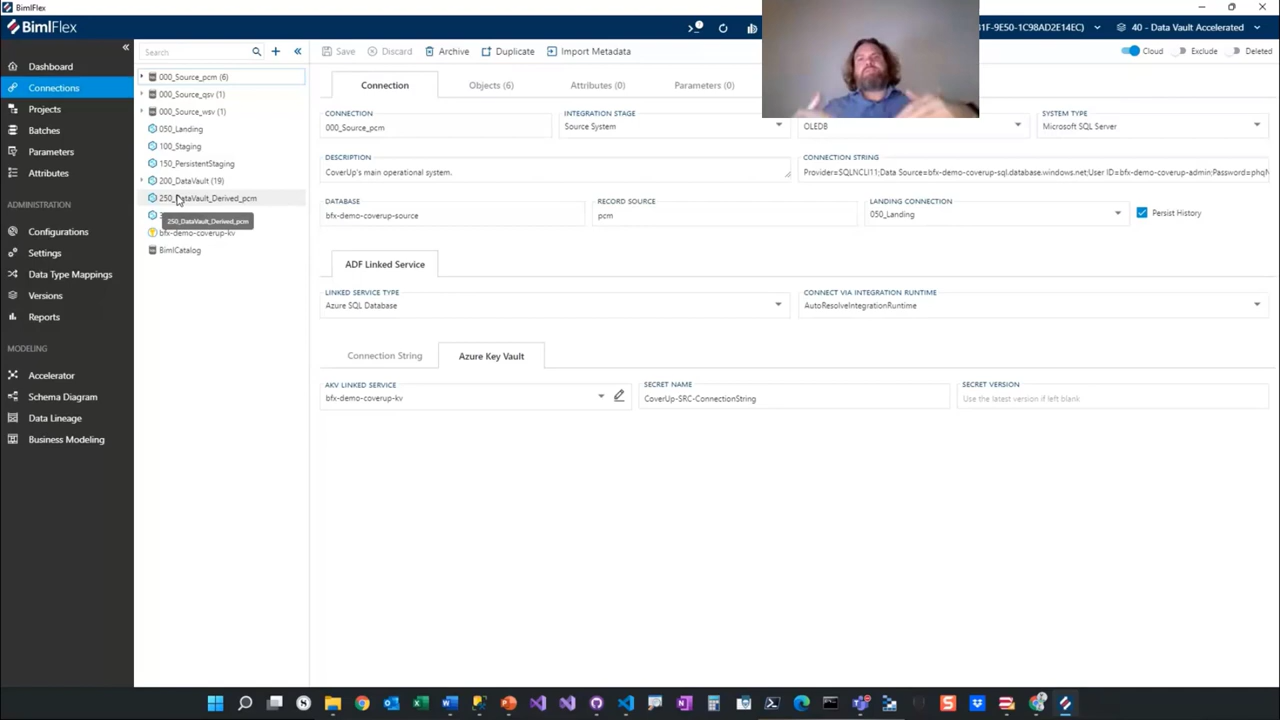 BimlFlex
BimlFlex
31F-9E50-1C98AD2E14EC)
40 - Data Vault Accelerated
Search
Save
Discard
Archive
Duplicate
Import Metadata
Cloud
Exclude
Deleted
Dashboard
Connections
Projects
Batches
Parameters
Attributes
ADMINISTRATION
Configurations
Settings
Data Type Mappings
Versions
Reports
MODELING
Accelerator
Schema Diagram
Data Lineage
Business Modeling
000_Source_pcm (6)
000_Source_qsv (1)
000_Source_wsv (1)
050_Landing
100_Staging
150_PersistentStaging
200_DataVault (19)
250_DataVault_Derived_pcm
250_DataVault_Derived_pcm
bfx-demo-coverup-kv
BimlCatalog
Connection
Objects (6)
Attributes (0)
Parameters (0)
CONNECTION
000_Source_pcm
INTEGRATION STAGE
Source System
OLEDB
SYSTEM TYPE
Microsoft SQL Server
DESCRIPTION
CoverUp's main operational system.
CONNECTION STRING
Provider=SQLNCLI11;Data Source=bfx-demo-coverup-sql.database.windows.net;User ID=bfx-demo-coverup-admin;Password=phqM
DATABASE
bfx-demo-coverup-source
RECORD SOURCE
pcm
LANDING CONNECTION
050_Landing
Persist History
ADF Linked Service
LINKED SERVICE TYPE
Azure SQL Database
CONNECT VIA INTEGRATION RUNTIME
AutoResolveIntegrationRuntime
Connection String
Azure Key Vault
AKV LINKED SERVICE
bfx-demo-coverup-kv
SECRET NAME
CoverUp-SRC-ConnectionString
SECRET VERSION
Use the latest version if left blank